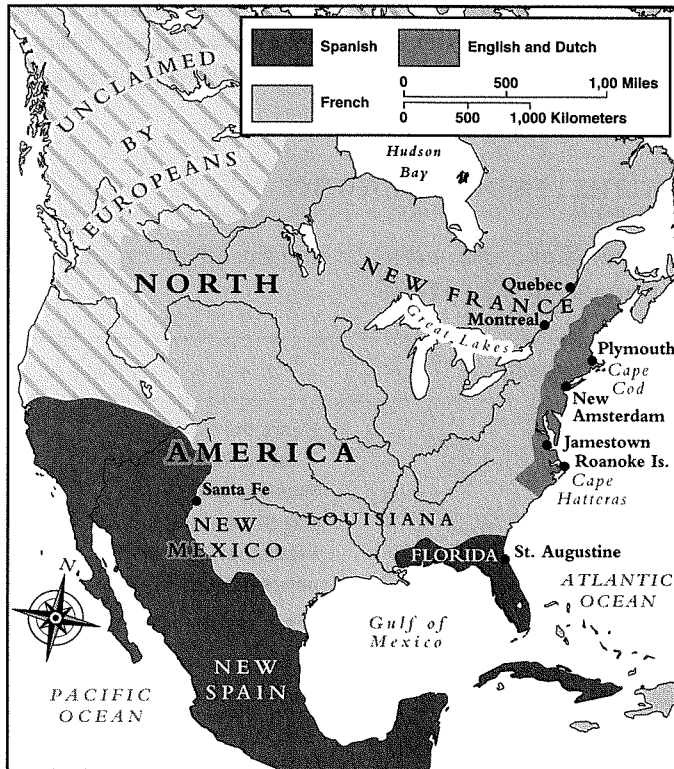 Spanish
English and Dutch
French
0 500 1,00 Miles
0 500 1,000 Kilometers
UNCLAIMED
BY
EUROPEANS
Hudson
Bay
NORTH
NEW FRANCE
Quebec
Montreal
Great Lakes
Plymouth
Cape
Cod
New
Amsterdam
Jamestown
Roanoke Is.
Cape
Hatteras
AMERICA
Santa Fe
NEW
MEXICO
LOUISIANA
FLORIDA
St. Augustine
ATLANTIC
OCEAN
N
Gulf of
Mexico
NEW
SPAIN
PACIFIC
OCEAN